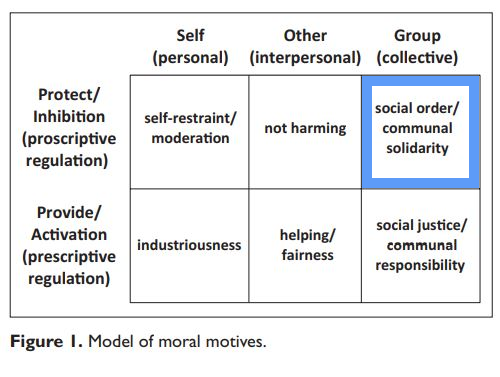 Self
(personal)
Other
(interpersonal)
Group
(collective)
Protect/
Inhibition
(proscriptive
regulation)
self-restraint/
moderation
not harming
social order/
communal
solidarity
Provide/
Activation
(prescriptive
regulation)
industriousness
helping/
fairness
social justice/
communal
responsibility
Figure 1. Model of moral motives.